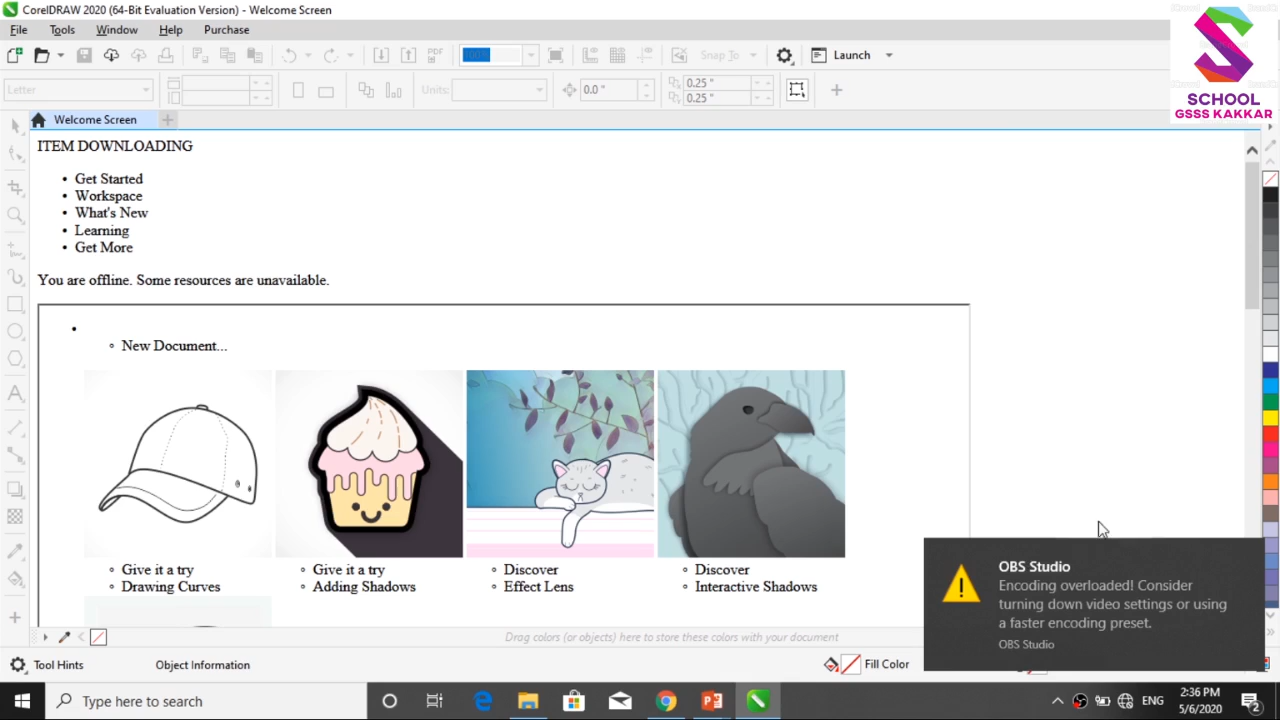 CorelDRAW 2020 (64-Bit Evaluation Version) - Welcome Screen
File Tools Window Help Purchase
PDF 100% Snap To Launch
SCHOOL
GSSS KAKKAR
Letter Units: 0.0 " 0.25 "
0.25 "
Welcome Screen
ITEM DOWNLOADING
• Get Started
• Workspace
• What's New
• Learning
• Get More
You are offline. Some resources are unavailable.
New Document...
Give it a try
Drawing Curves
Give it a try
Adding Shadows
Discover
Effect Lens
Discover
Interactive Shadows
OBS Studio
Encoding overloaded! Consider
turning down video settings or using
a faster encoding preset.
OBS Studio
Drag colors (or objects) here to store these colors with your document
Tool Hints Object Information Fill Color
Type here to search
ENG
2:36 PM
5/6/2020
2